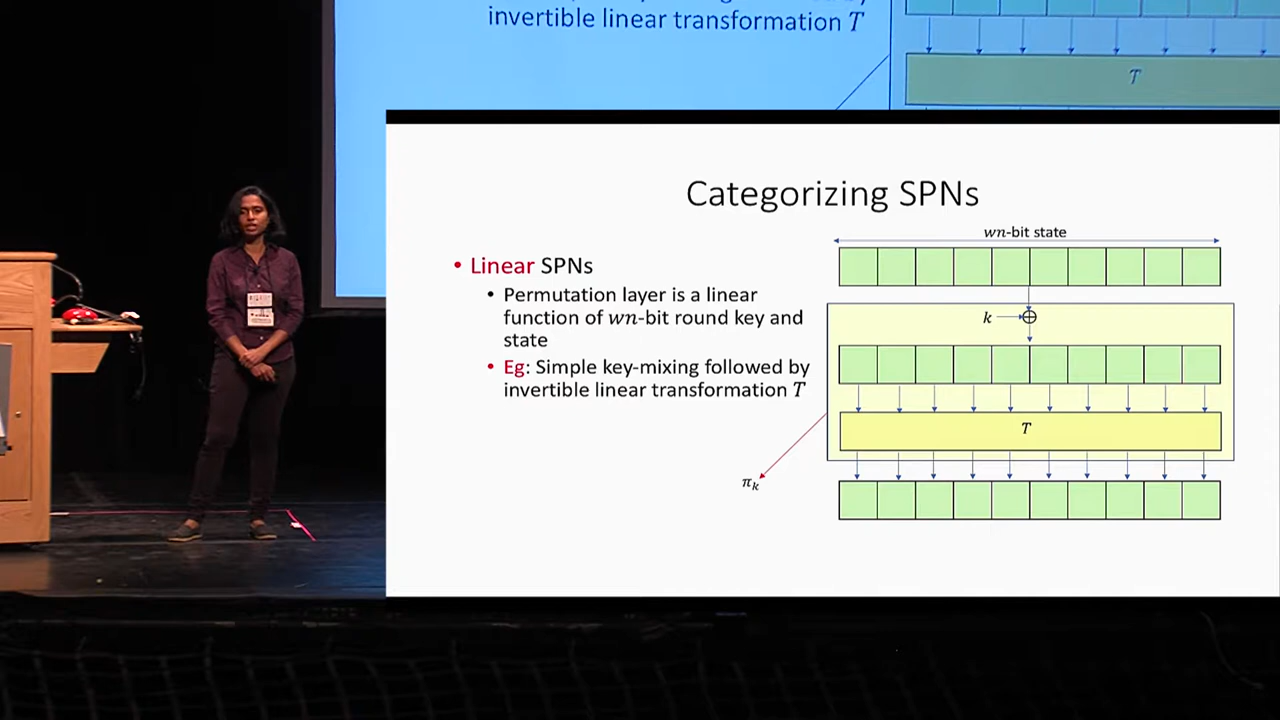 invertible linear transformation T
T
Categorizing SPNs
wn-bit state
• Linear SPNs
• Permutation layer is a linear
function of wn-bit round key and
state
• Eg: Simple key-mixing followed by
invertible linear transformation T
k
T
πk